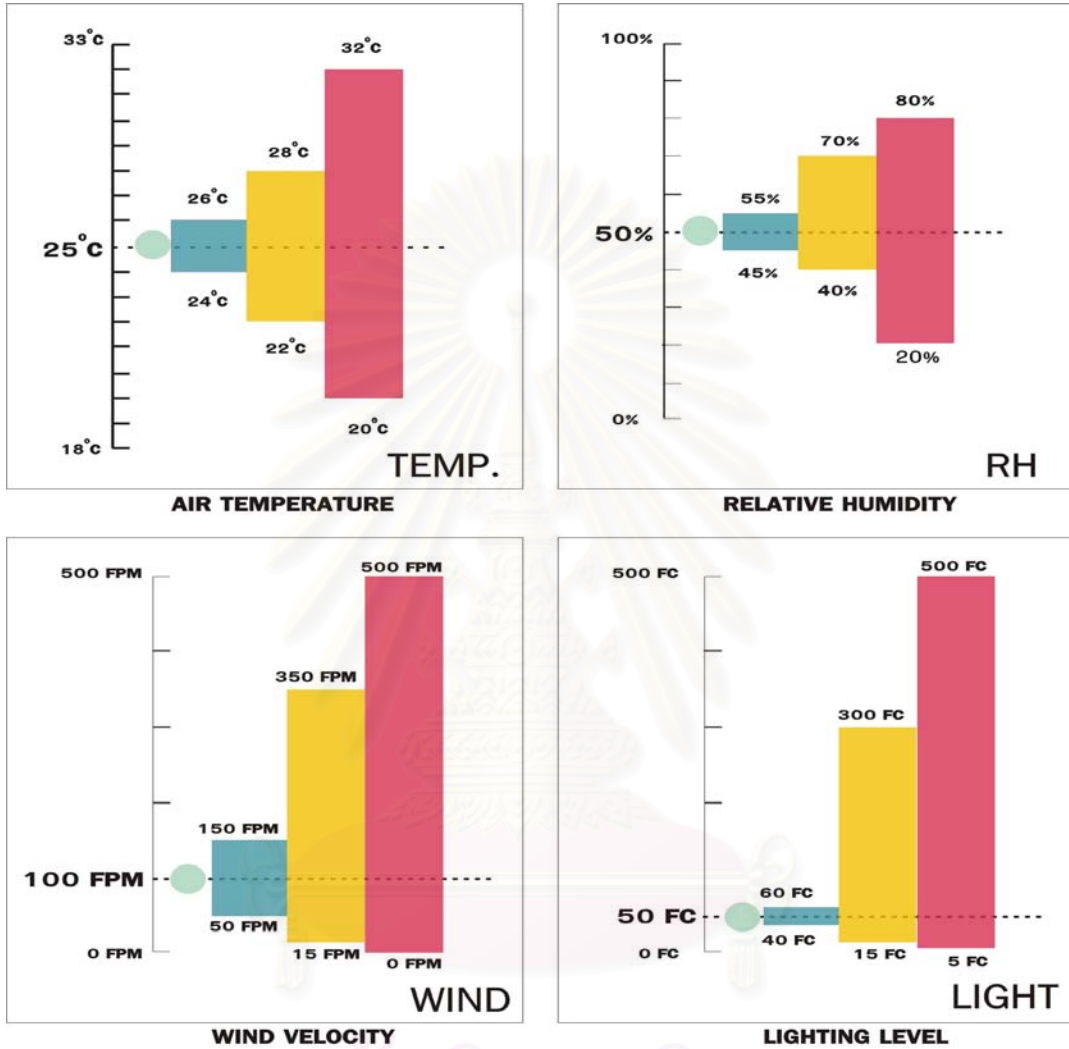 33°C
32°C
28°C
26°C
25°C
24°C
22°C
20°C
18°C
TEMP.
AIR TEMPERATURE
100%
80%
70%
55%
50%
45%
40%
20%
0%
RH
RELATIVE HUMIDITY
500 FPM
500 FPM
350 FPM
150 FPM
100 FPM
50 FPM
15 FPM
0 FPM
0 FPM
WIND
WIND VELOCITY
500 FC
500 FC
300 FC
60 FC
50 FC
40 FC
15 FC
0 FC
5 FC
LIGHT
LIGHTING LEVEL